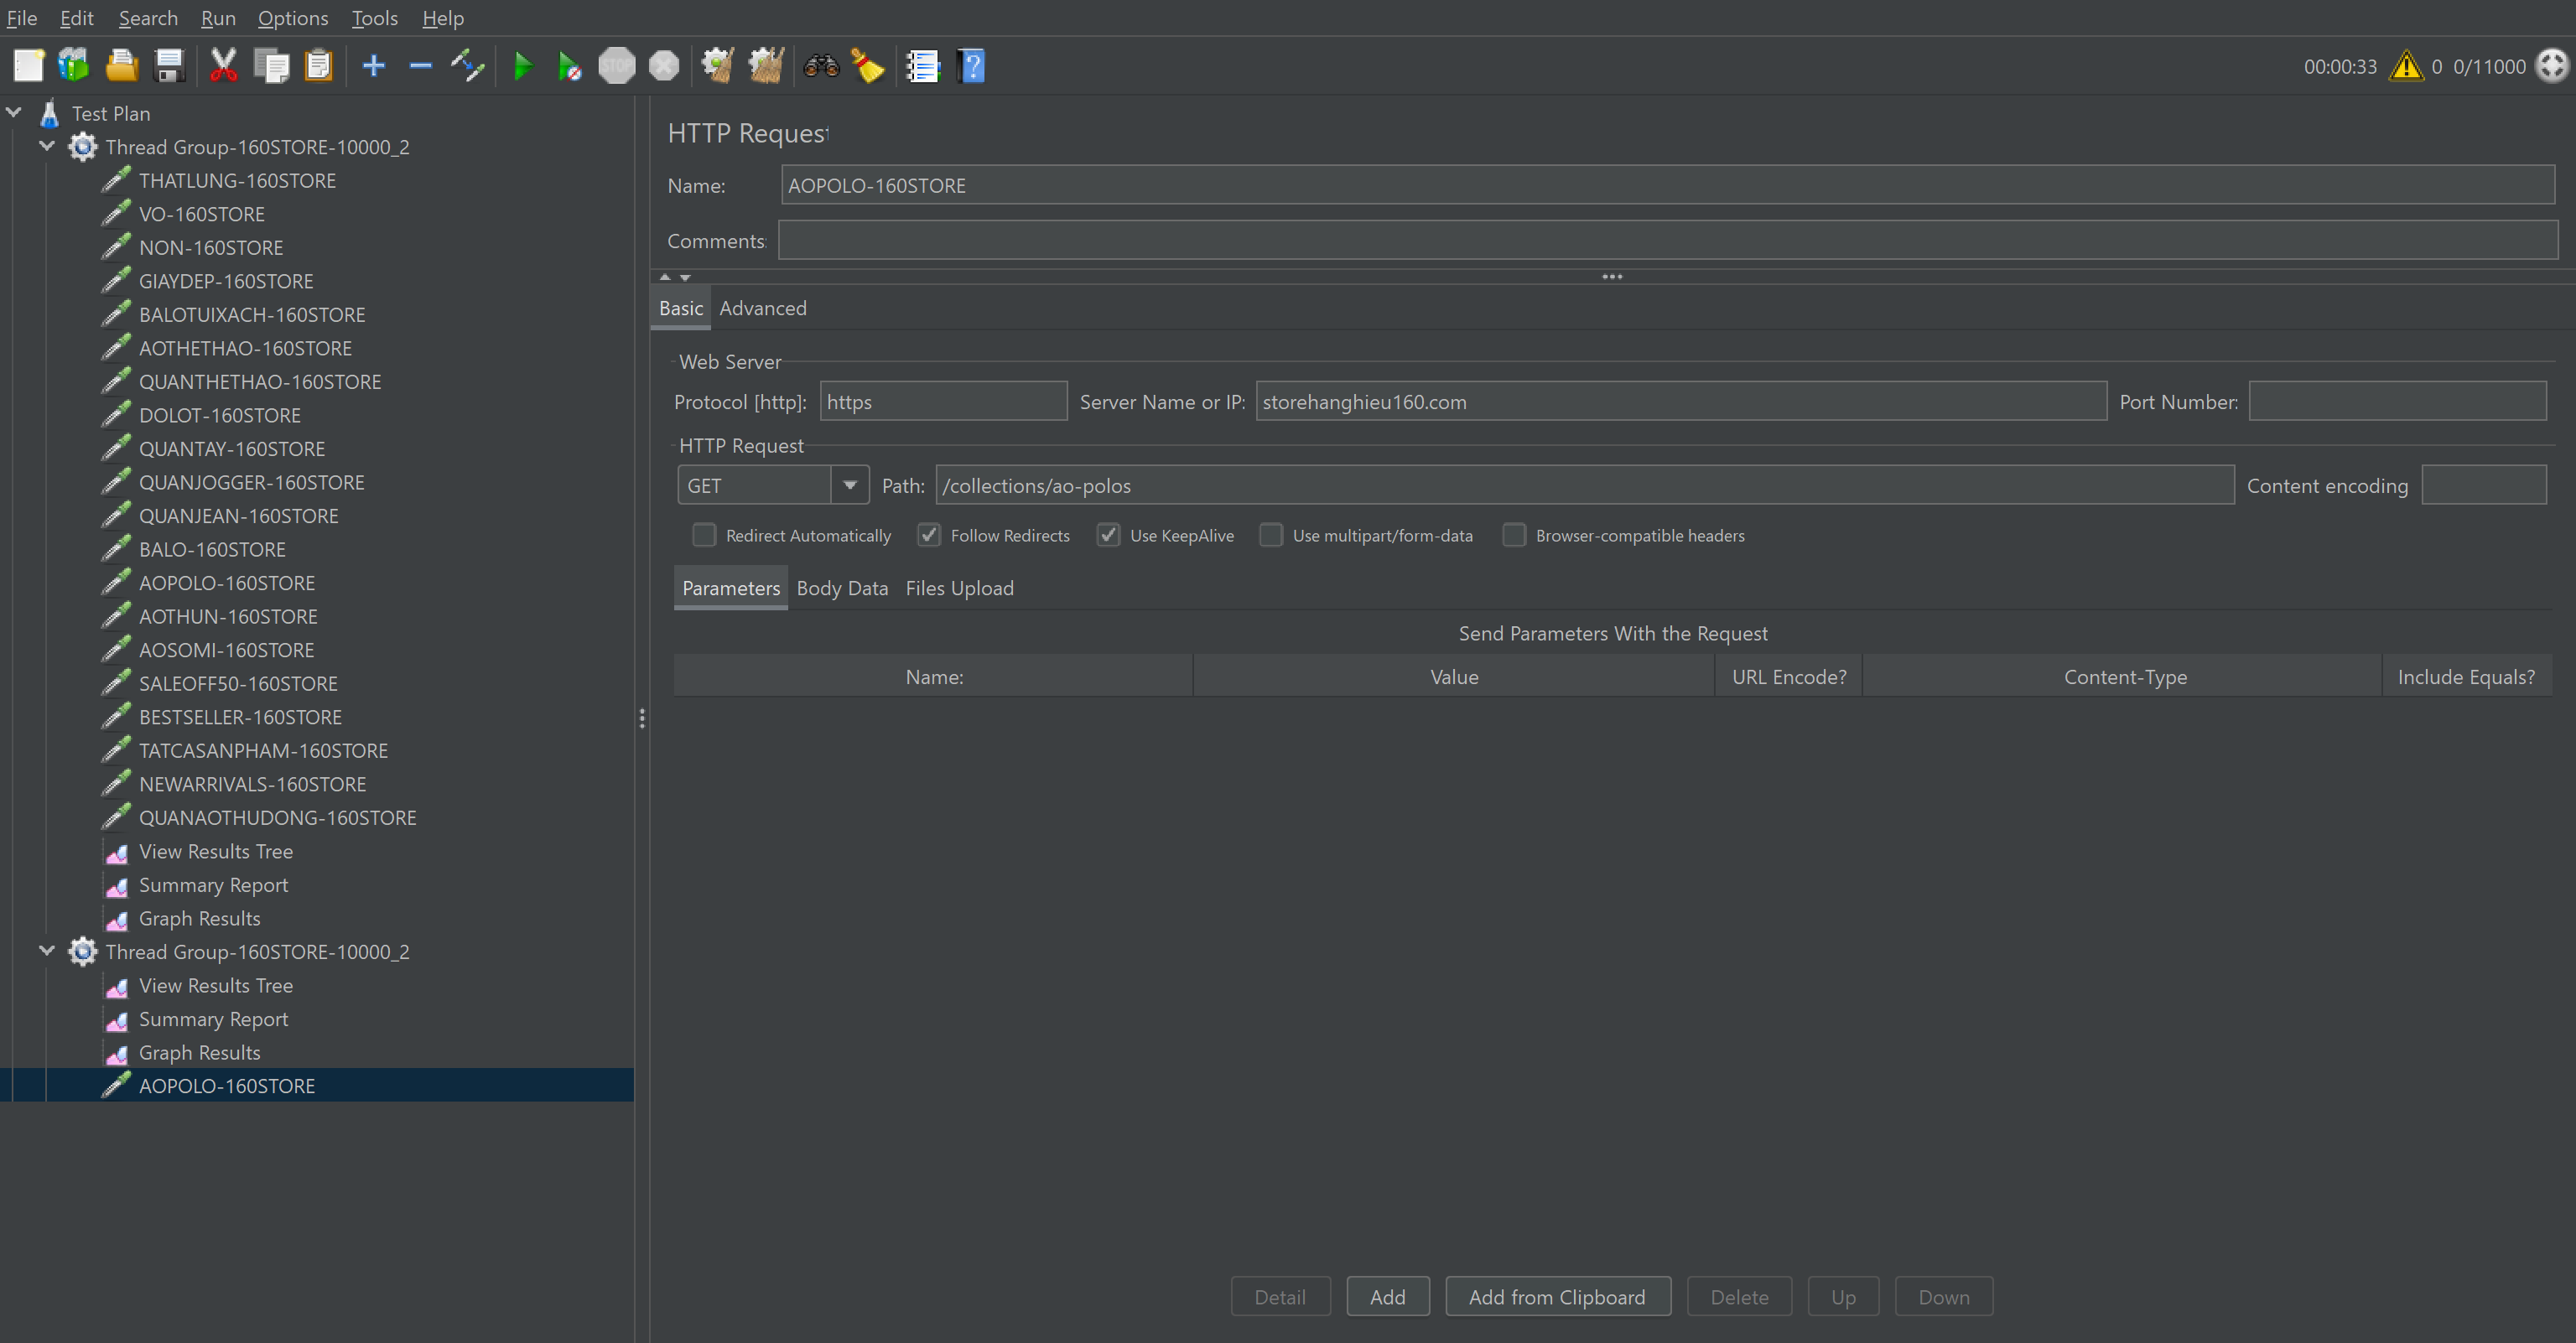 File Edit Search Run Options Tools Help
STOP
00:00:33 0 0/11000
Test Plan
Thread Group-160STORE-10000_2
THATLUNG-160STORE
VO-160STORE
NON-160STORE
GIAYDEP-160STORE
BALOTUIXACH-160STORE
AOTHETHAO-160STORE
QUANTHETHAO-160STORE
DOLOT-160STORE
QUANTAY-160STORE
QUANJOGGER-160STORE
QUANJEAN-160STORE
BALO-160STORE
AOPOLO-160STORE
AOTHUN-160STORE
AOSOMI-160STORE
SALEOFF50-160STORE
BESTSELLER-160STORE
TATCASANPHAM-160STORE
NEWARRIVALS-160STORE
QUANAOTHUDONG-160STORE
View Results Tree
Summary Report
Graph Results
Thread Group-160STORE-10000_2
View Results Tree
Summary Report
Graph Results
AOPOLO-160STORE
HTTP Request
Name: AOPOLO-160STORE
Comments:
Basic Advanced
Web Server
Protocol [http]: https Server Name or IP: storehanghieu160.com Port Number:
HTTP Request
GET Path: /collections/ao-polos Content encoding
Redirect Automatically Follow Redirects Use KeepAlive Use multipart/form-data Browser-compatible headers
Parameters Body Data Files Upload
Send Parameters With the Request
Name: Value URL Encode? Content-Type Include Equals?
Detail Add Add from Clipboard Delete Up Down